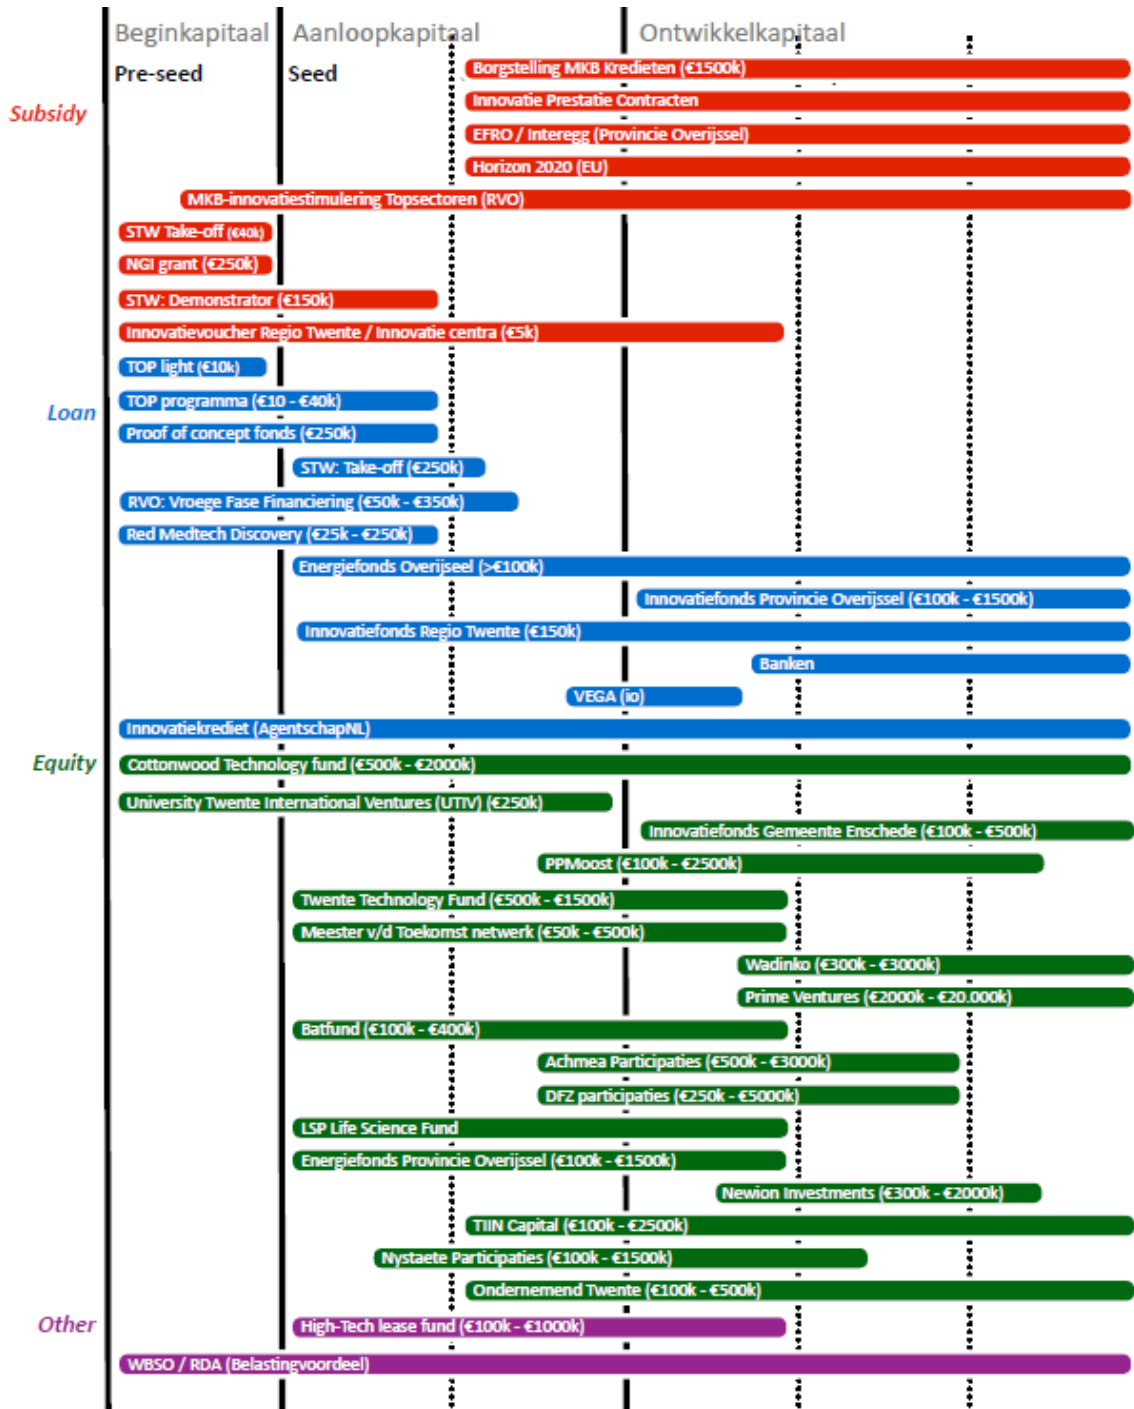 Beginkapitaal Aanloopkapitaal Ontwikkelkapitaal
Pre-seed Seed
Subsidy
Borgstelling MKB Kredieten (€1500k)
Innovatie Prestatie Contracten
EFRO / Interegg (Provincie Overijssel)
Horizon 2020 (EU)
MKB-innovatiestimulering Topsectoren (RVO)
STW Take-off (€40k)
NGI grant (€250k)
STW: Demonstrator (€150k)
Innovatievoucher Regio Twente / Innovatie centra (€5k)
Loan
TOP light (€10k)
TOP programma (€10 - €40k)
Proof of concept fonds (€250k)
STW: Take-off (€250k)
RVO: Vroege Fase Financiering (€50k - €350k)
Red Medtech Discovery (€25k - €250k)
Energiefonds Overijseel (>€100k)
Innovatiefonds Provincie Overijssel (€100k - €1500k)
Innovatiefonds Regio Twente (€150k)
Banken
VEGA (io)
Innovatiekrediet (AgentschapNL)
Equity
Cottonwood Technology fund (€500k - €2000k)
University Twente International Ventures (UTIV) (€250k)
Innovatiefonds Gemeente Enschede (€100k - €500k)
PPMoost (€100k - €2500k)
Twente Technology Fund (€500k - €1500k)
Meester v/d Toekomst netwerk (€50k - €500k)
Wadinko (€300k - €3000k)
Prime Ventures (€2000k - €20.000k)
Batfund (€100k - €400k)
Achmea Participaties (€500k - €3000k)
DFZ participaties (€250k - €5000k)
LSP Life Science Fund
Energiefonds Provincie Overijssel (€100k - €1500k)
Newion Investments (€300k - €2000k)
TIIN Capital (€100k - €2500k)
Nystaete Participaties (€100k - €1500k)
Ondernemend Twente (€100k - €500k)
Other
High-Tech lease fund (€100k - €1000k)
WBSO / RDA (Belastingvoordeel)